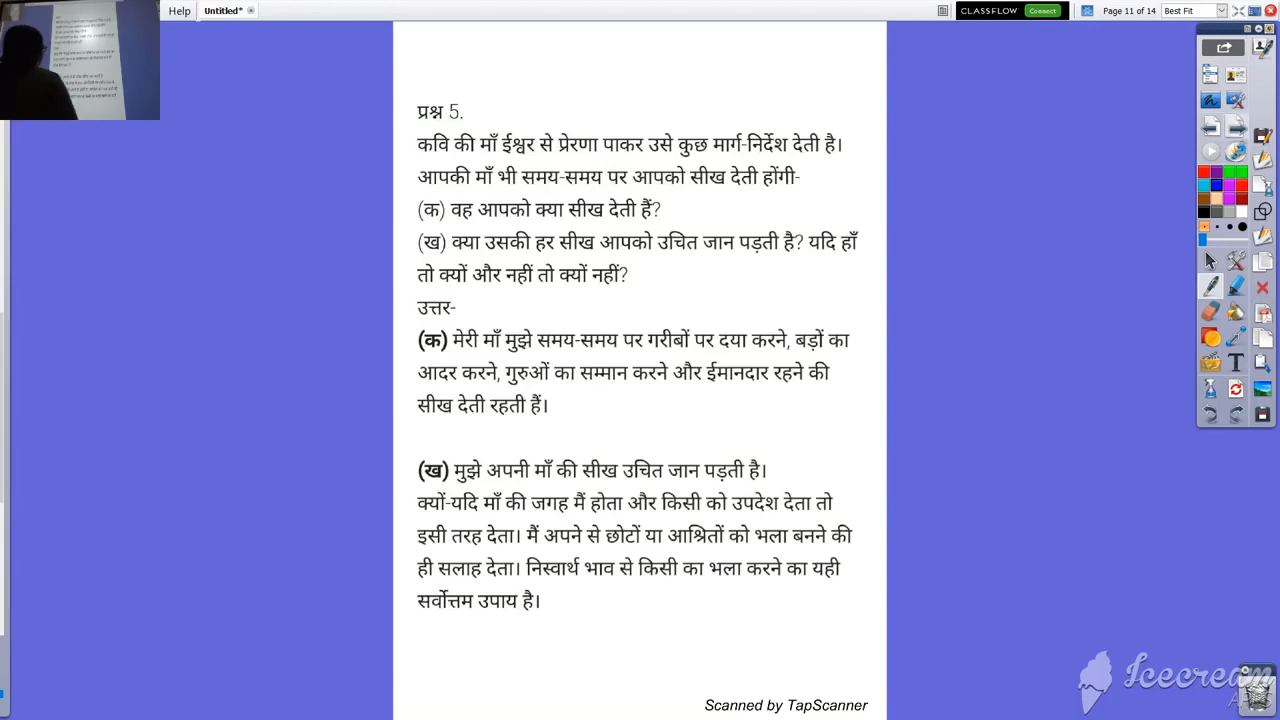 Help
Untitled*
CLASSFLOW
Connect
Page 11 of 14
Best Fit
प्रश्न 5.
कवि की माँ ईश्वर से प्रेरणा पाकर उसे कुछ मार्ग-निर्देश देती है।
आपकी माँ भी समय-समय पर आपको सीख देती होंगी-
(क) वह आपको क्या सीख देती हैं?
(ख) क्या उसकी हर सीख आपको उचित जान पड़ती है? यदि हाँ
तो क्यों और नहीं तो क्यों नहीं?
उत्तर-
(क) मेरी माँ मुझे समय-समय पर गरीबों पर दया करने, बड़ों का
आदर करने, गुरुओं का सम्मान करने और ईमानदार रहने की
सीख देती रहती हैं।
(ख) मुझे अपनी माँ की सीख उचित जान पड़ती है।
क्यों-यदि माँ की जगह मैं होता और किसी को उपदेश देता तो
इसी तरह देता। मैं अपने से छोटों या आश्रितों को भला बनने की
ही सलाह देता। निस्वार्थ भाव से किसी का भला करने का यही
सर्वोत्तम उपाय है।
Icecream
APPS
Scanned by TapScanner